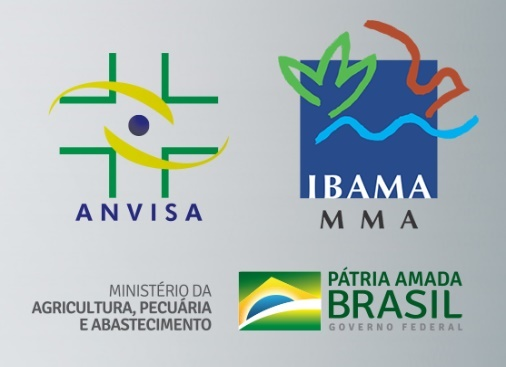 ANVISA
IBAMA
MMA
MINISTÉRIO DA
AGRICULTURA, PECUÁRIA
E ABASTECIMENTO
PÁTRIA AMADA
BRASIL
GOVERNO FEDERAL